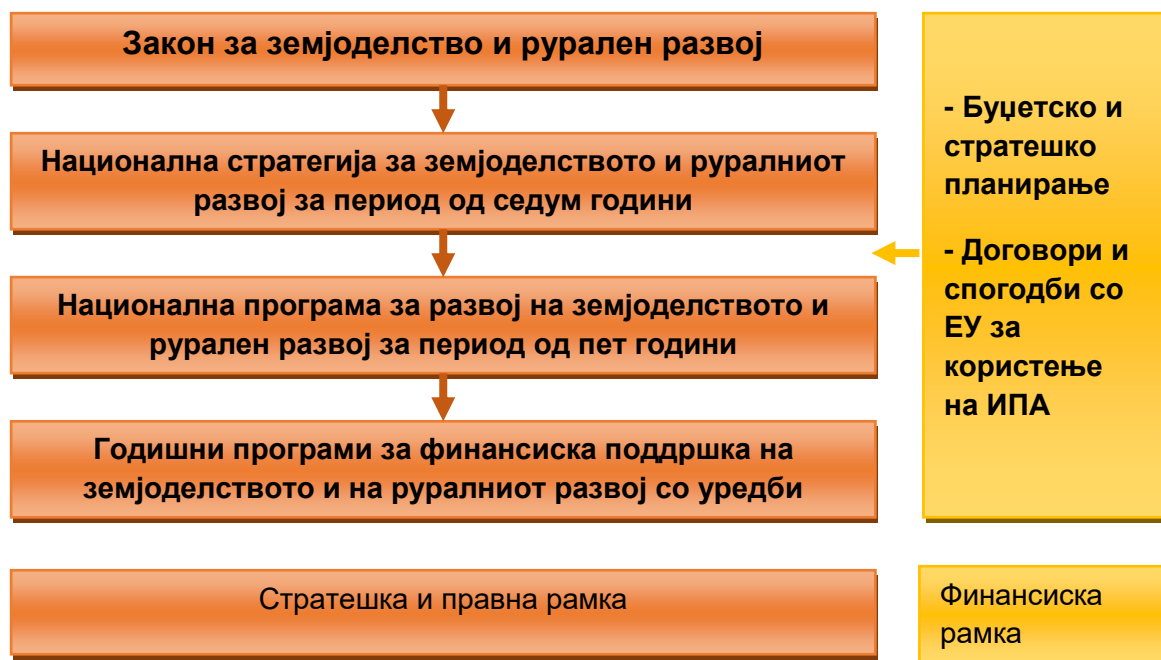 Закон за земјоделство и рурален развој
Национална стратегија за земјоделството и руралниот
развој за период од седум години
Национална програма за развој на земјоделството и
рурален развој за период од пет години
Годишни програми за финансиска поддршка на
земјоделството и на руралниот развој со уредби
- Буџетско и
стратешко
планирање
- Договори и
спогодби со
ЕУ за
користење
на ИПА
Стратешка и правна рамка
Финансиска
рамка